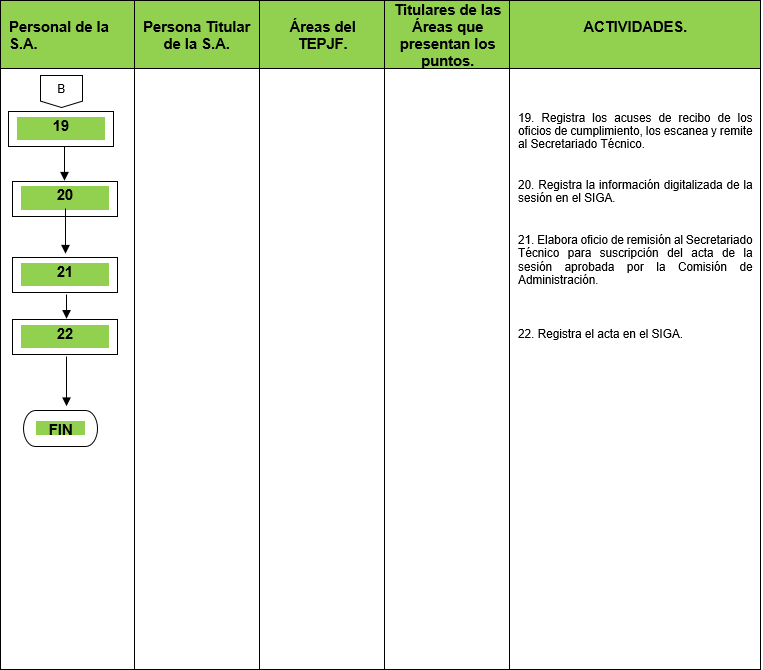 Personal de la
S.A.
Persona Titular
de la S.A.
Áreas del
TEPJF.
Titulares de las
Áreas que
presentan los
puntos.
ACTIVIDADES.
B
19
19. Registra los acuses de recibo de los
oficios de cumplimiento, los escanea y remite
al Secretariado Técnico.
20
20. Registra la información digitalizada de la
sesión en el SIGA.
21
21. Elabora oficio de remisión al Secretariado
Técnico para suscripción del acta de la
sesión aprobada por la Comisión de
Administración.
22
22. Registra el acta en el SIGA.
FIN